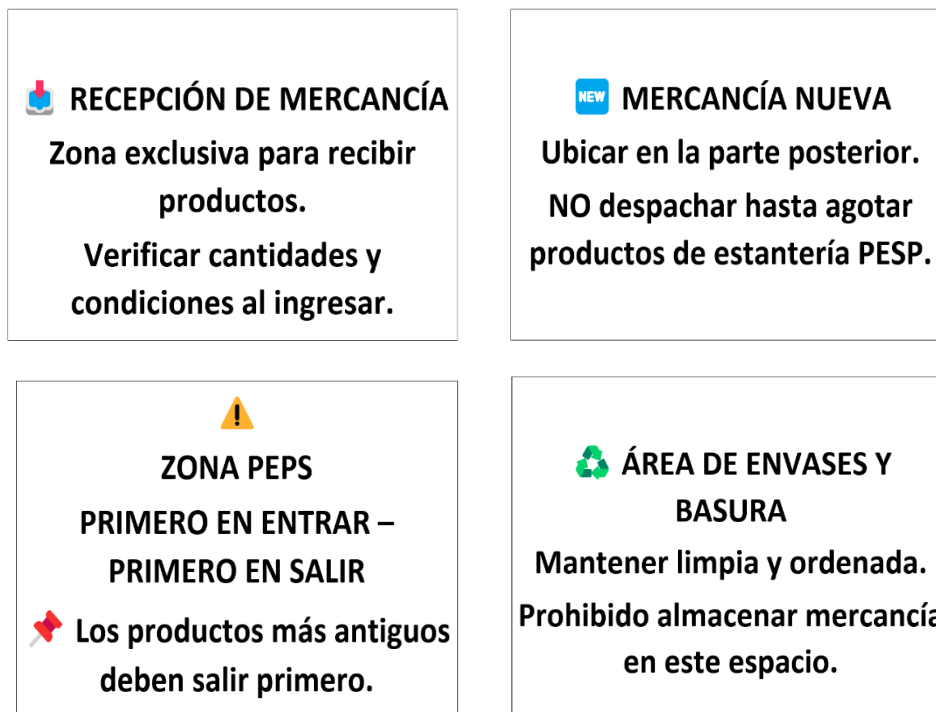 📥 RECEPCIÓN DE MERCANCÍA
Zona exclusiva para recibir
productos.
Verificar cantidades y
condiciones al ingresar.
🆕 MERCANCÍA NUEVA
Ubicar en la parte posterior.
NO despachar hasta agotar
productos de estantería PESP.
⚠️
ZONA PEPS
PRIMERO EN ENTRAR –
PRIMERO EN SALIR
📌 Los productos más antiguos
deben salir primero.
♻️ ÁREA DE ENVASES Y
BASURA
Mantener limpia y ordenada.
Prohibido almacenar mercancía
en este espacio.